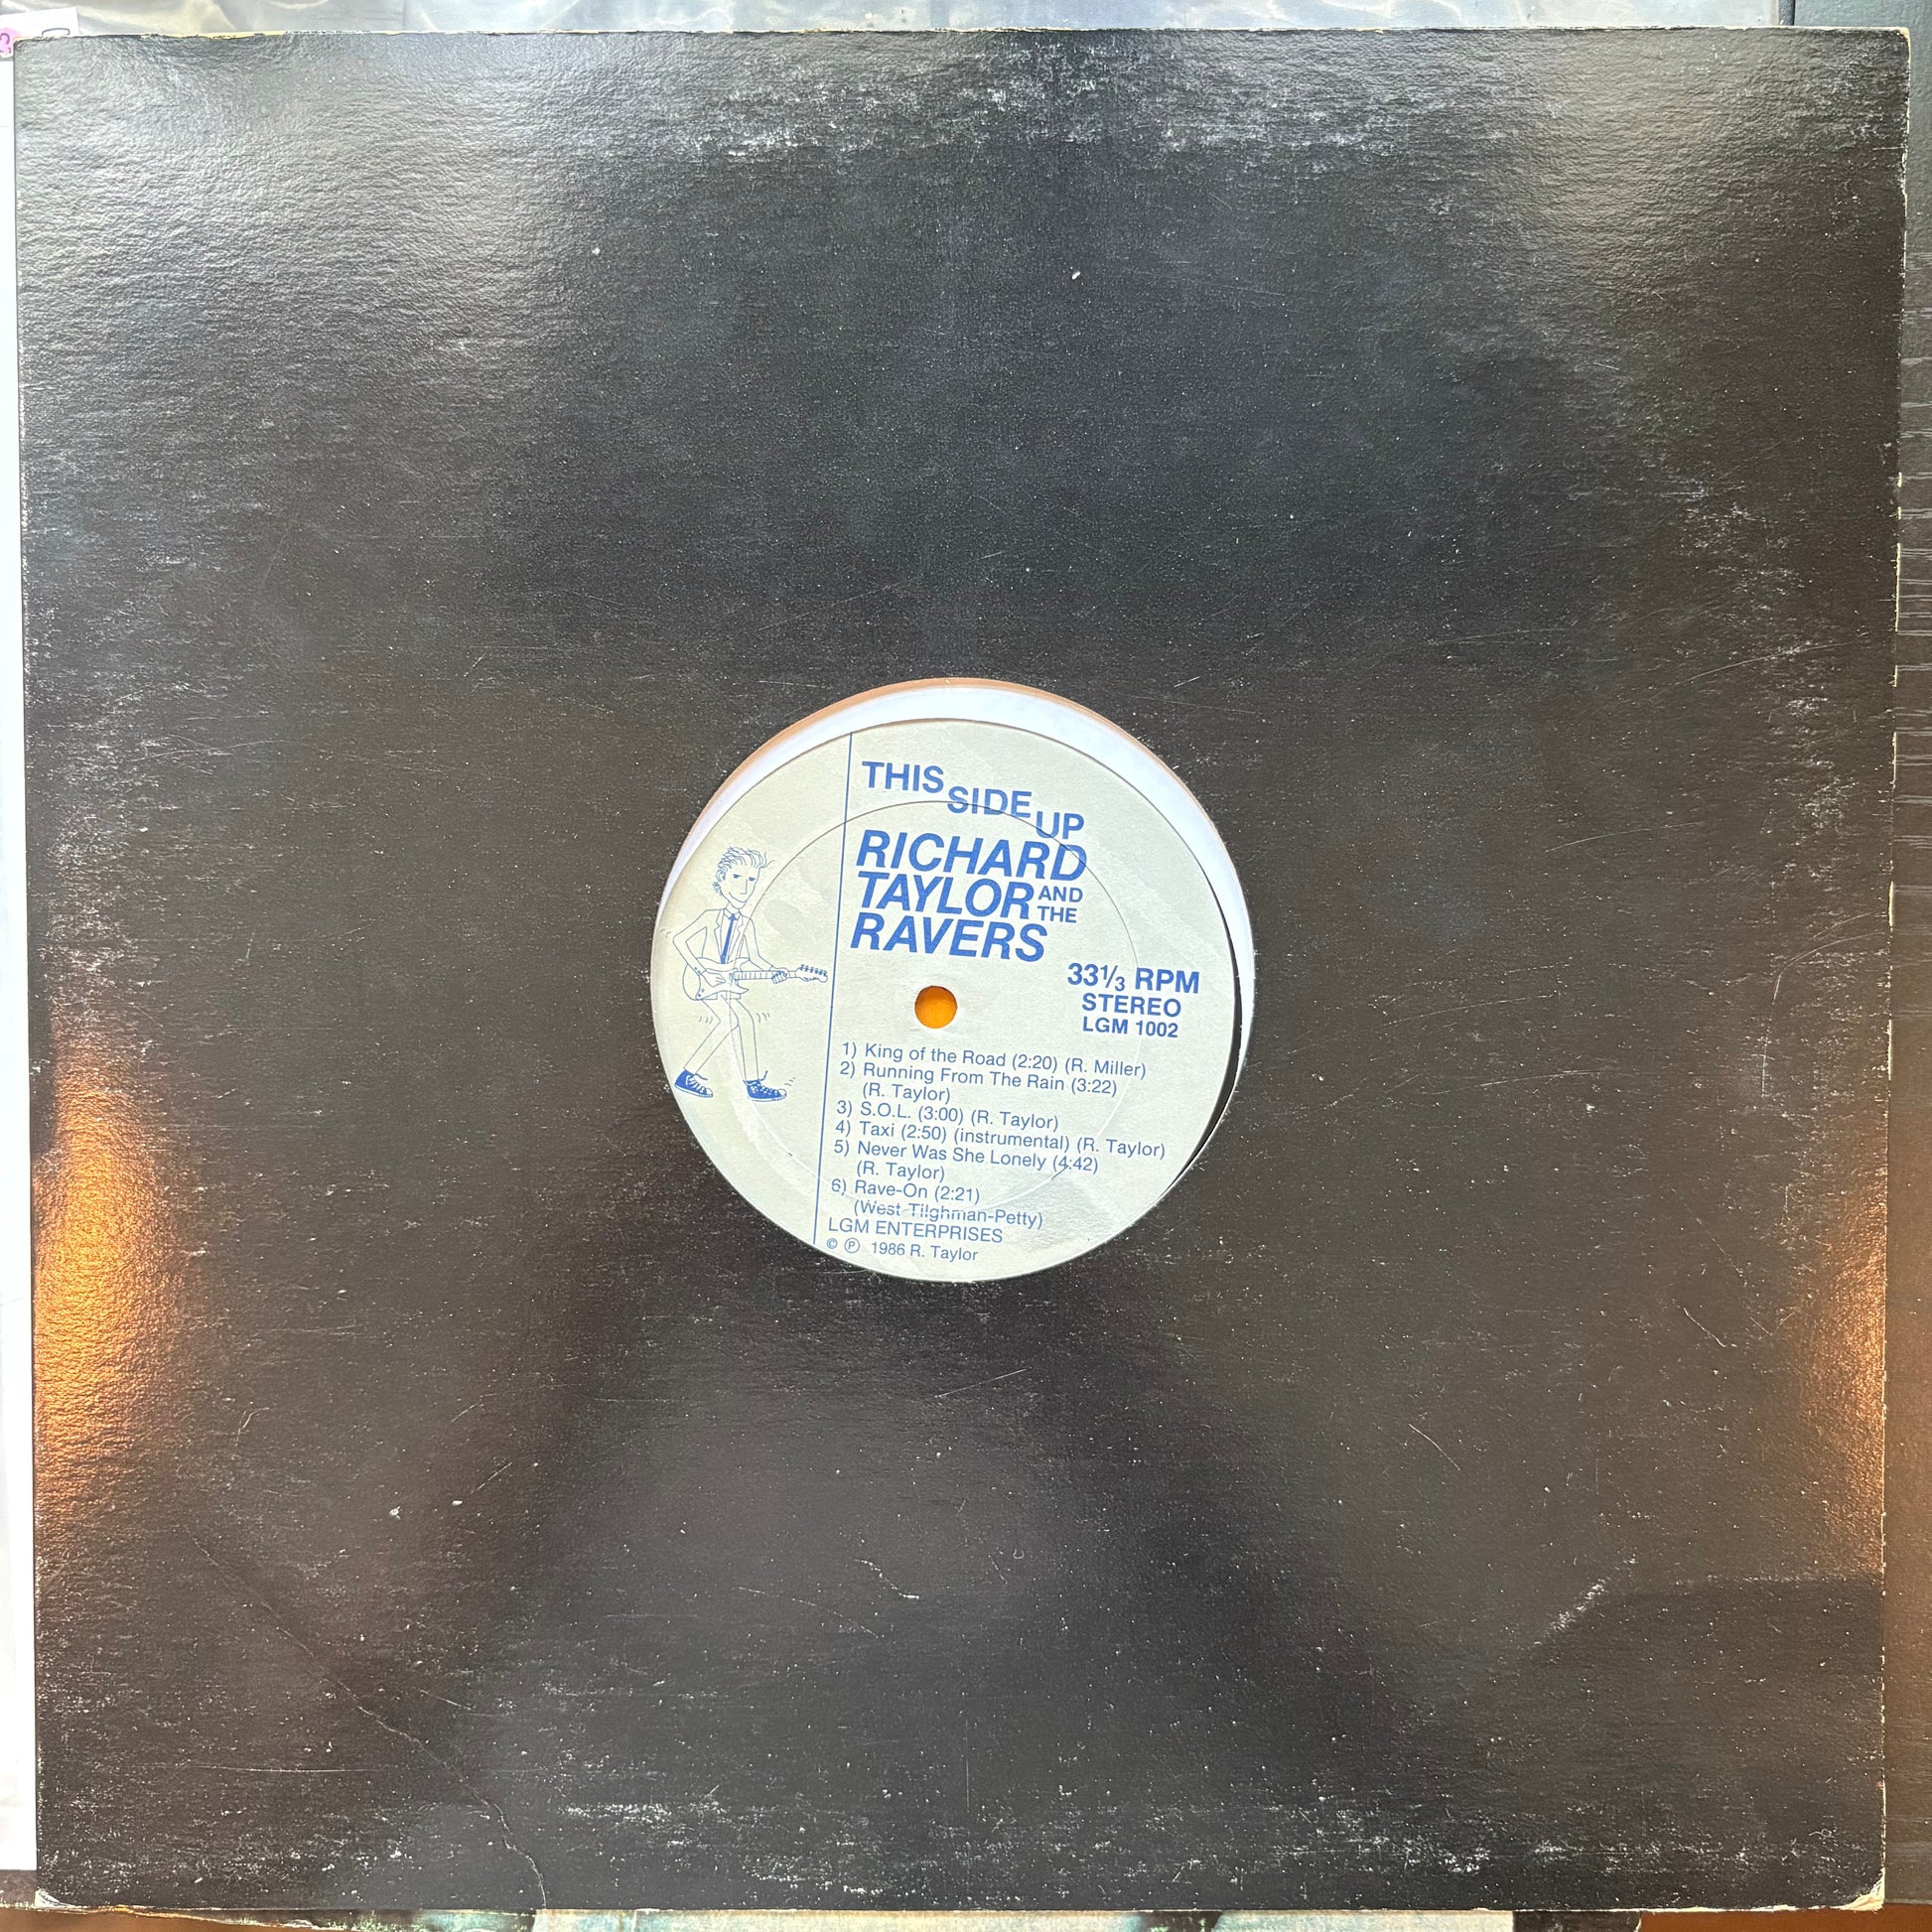 THIS SIDE UP
RICHARD
TAYLOR AND THE
RAVERS
33⅓ RPM
STEREO
LGM 1002
1) King of the Road (2:20) (R. Miller)
2) Running From The Rain (3:22)
(R. Taylor)
3) S.O.L. (3:00) (R. Taylor)
4) Taxi (2:50) (instrumental) (R. Taylor)
5) Never Was She Lonely (4:42)
(R. Taylor)
6) Rave-On (2:21)
(West-Tilghman-Petty)
LGM ENTERPRISES
© ℗ 1986 R. Taylor